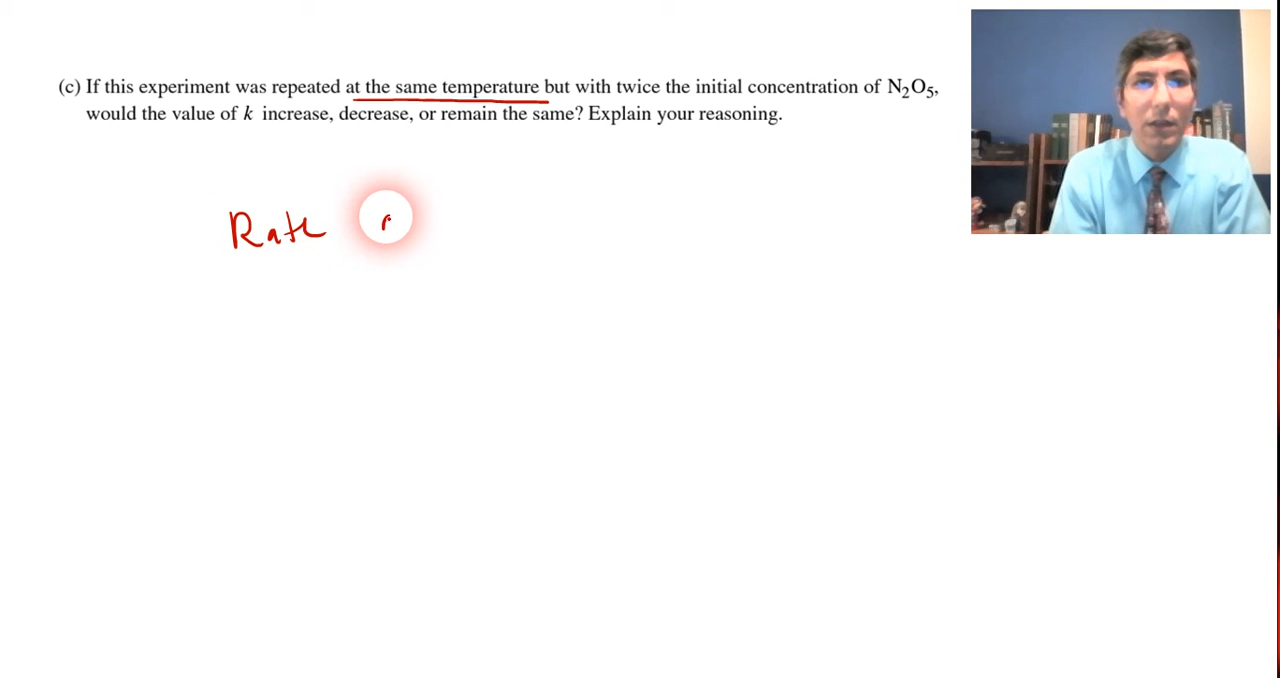 (c) If this experiment was repeated at the same temperature but with twice the initial concentration of N₂O₅,
would the value of k increase, decrease, or remain the same? Explain your reasoning.
Rate